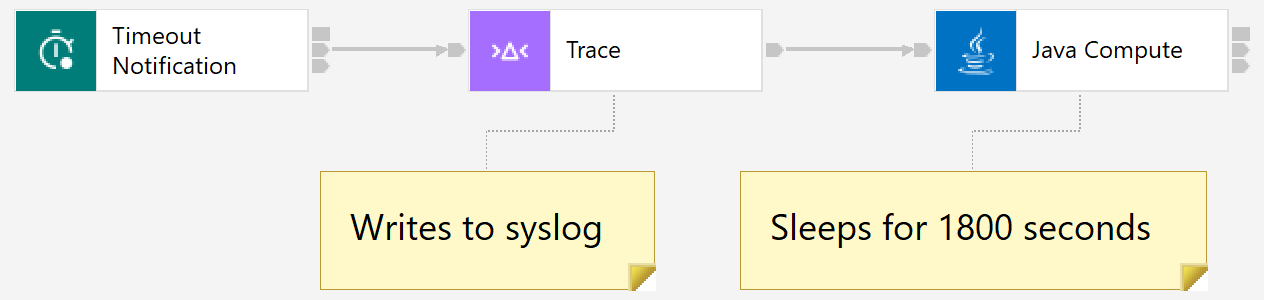 Timeout
Notification
Trace
Java Compute
Writes to syslog
Sleeps for 1800 seconds